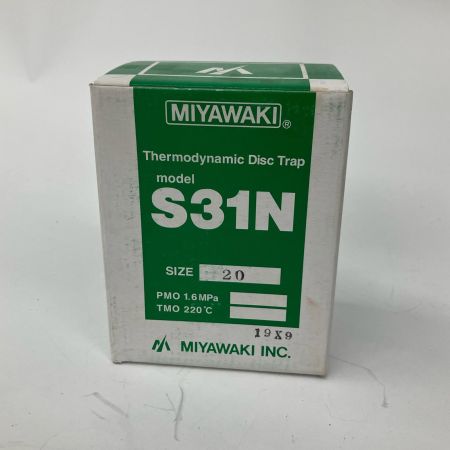 MIYAWAKI®
Thermodynamic Disc Trap
model
S31N
SIZE 20
PMO 1.6MPa
TMO 220℃
19X9
MIYAWAKI INC.